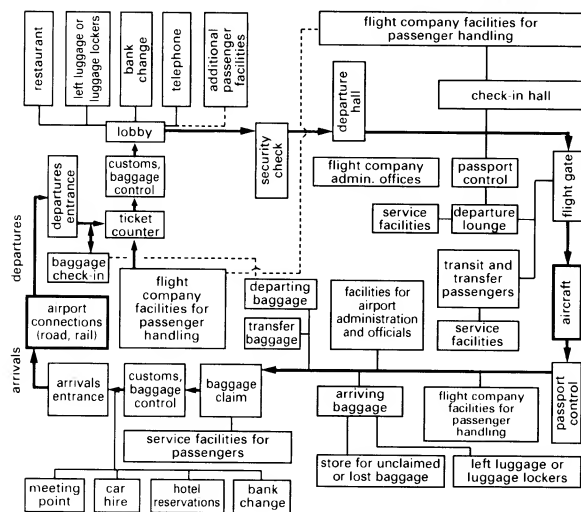 restaurant
left luggage or
luggage lockers
bank
change
telephone
additional
passenger
facilities
flight company facilities for
passenger handling
lobby
security
check
departure
hall
check-in hall
customs,
baggage
control
flight company
admin. offices
passport
control
flight gate
departures
departures
entrance
ticket
counter
service
facilities
departure
lounge
baggage
check-in
flight
company
facilities for
passenger
handling
departing
baggage
transfer
baggage
facilities for
airport
administration
and officials
transit and
transfer
passengers
service
facilities
aircraft
airport
connections
(road, rail)
arrivals
arrivals
entrance
customs,
baggage
control
baggage
claim
arriving
baggage
flight company
facilities for
passenger
handling
passport
control
service facilities for
passengers
store for unclaimed
or lost baggage
left luggage or
luggage lockers
meeting
point
car
hire
hotel
reservations
bank
change